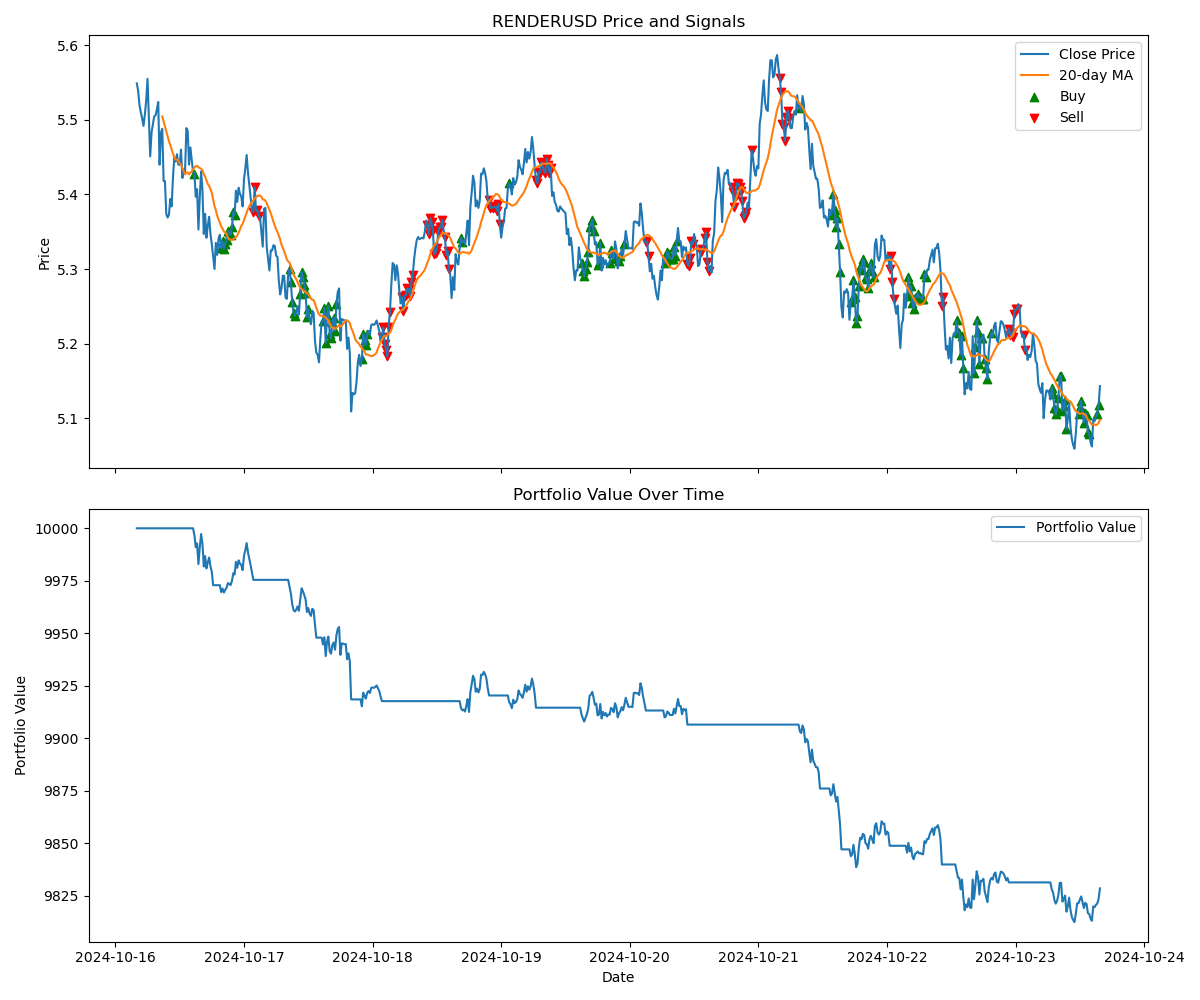 RENDERUSD Price and Signals
Price
5.6
5.5
5.4
5.3
5.2
5.1
Close Price
20-day MA
Buy
Sell
Portfolio Value Over Time
Portfolio Value
10000
9975
9950
9925
9900
9875
9850
9825
Portfolio Value
2024-10-16 2024-10-17 2024-10-18 2024-10-19 2024-10-20 2024-10-21 2024-10-22 2024-10-23 2024-10-24
Date